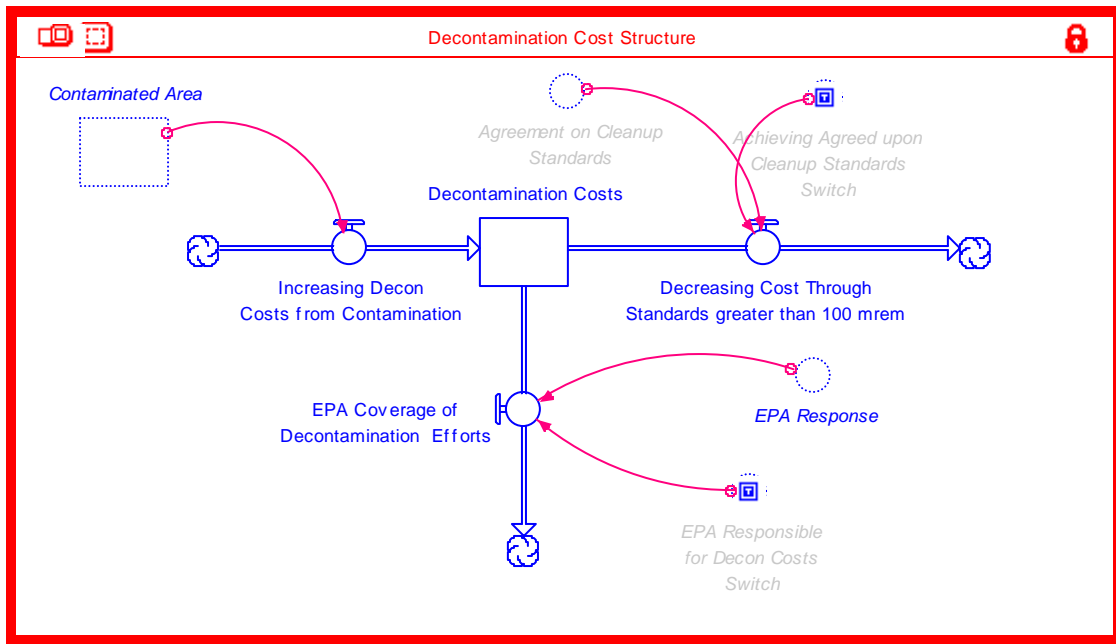 Decontamination Cost Structure
Contaminated Area
Agreement on Cleanup
Standards
Achieving Agreed upon
Cleanup Standards
Switch
Decontamination Costs
Increasing Decon
Costs from Contamination
Decreasing Cost Through
Standards greater than 100 mrem
EPA Coverage of
Decontamination Efforts
EPA Response
EPA Responsible
for Decon Costs
Switch
T
T